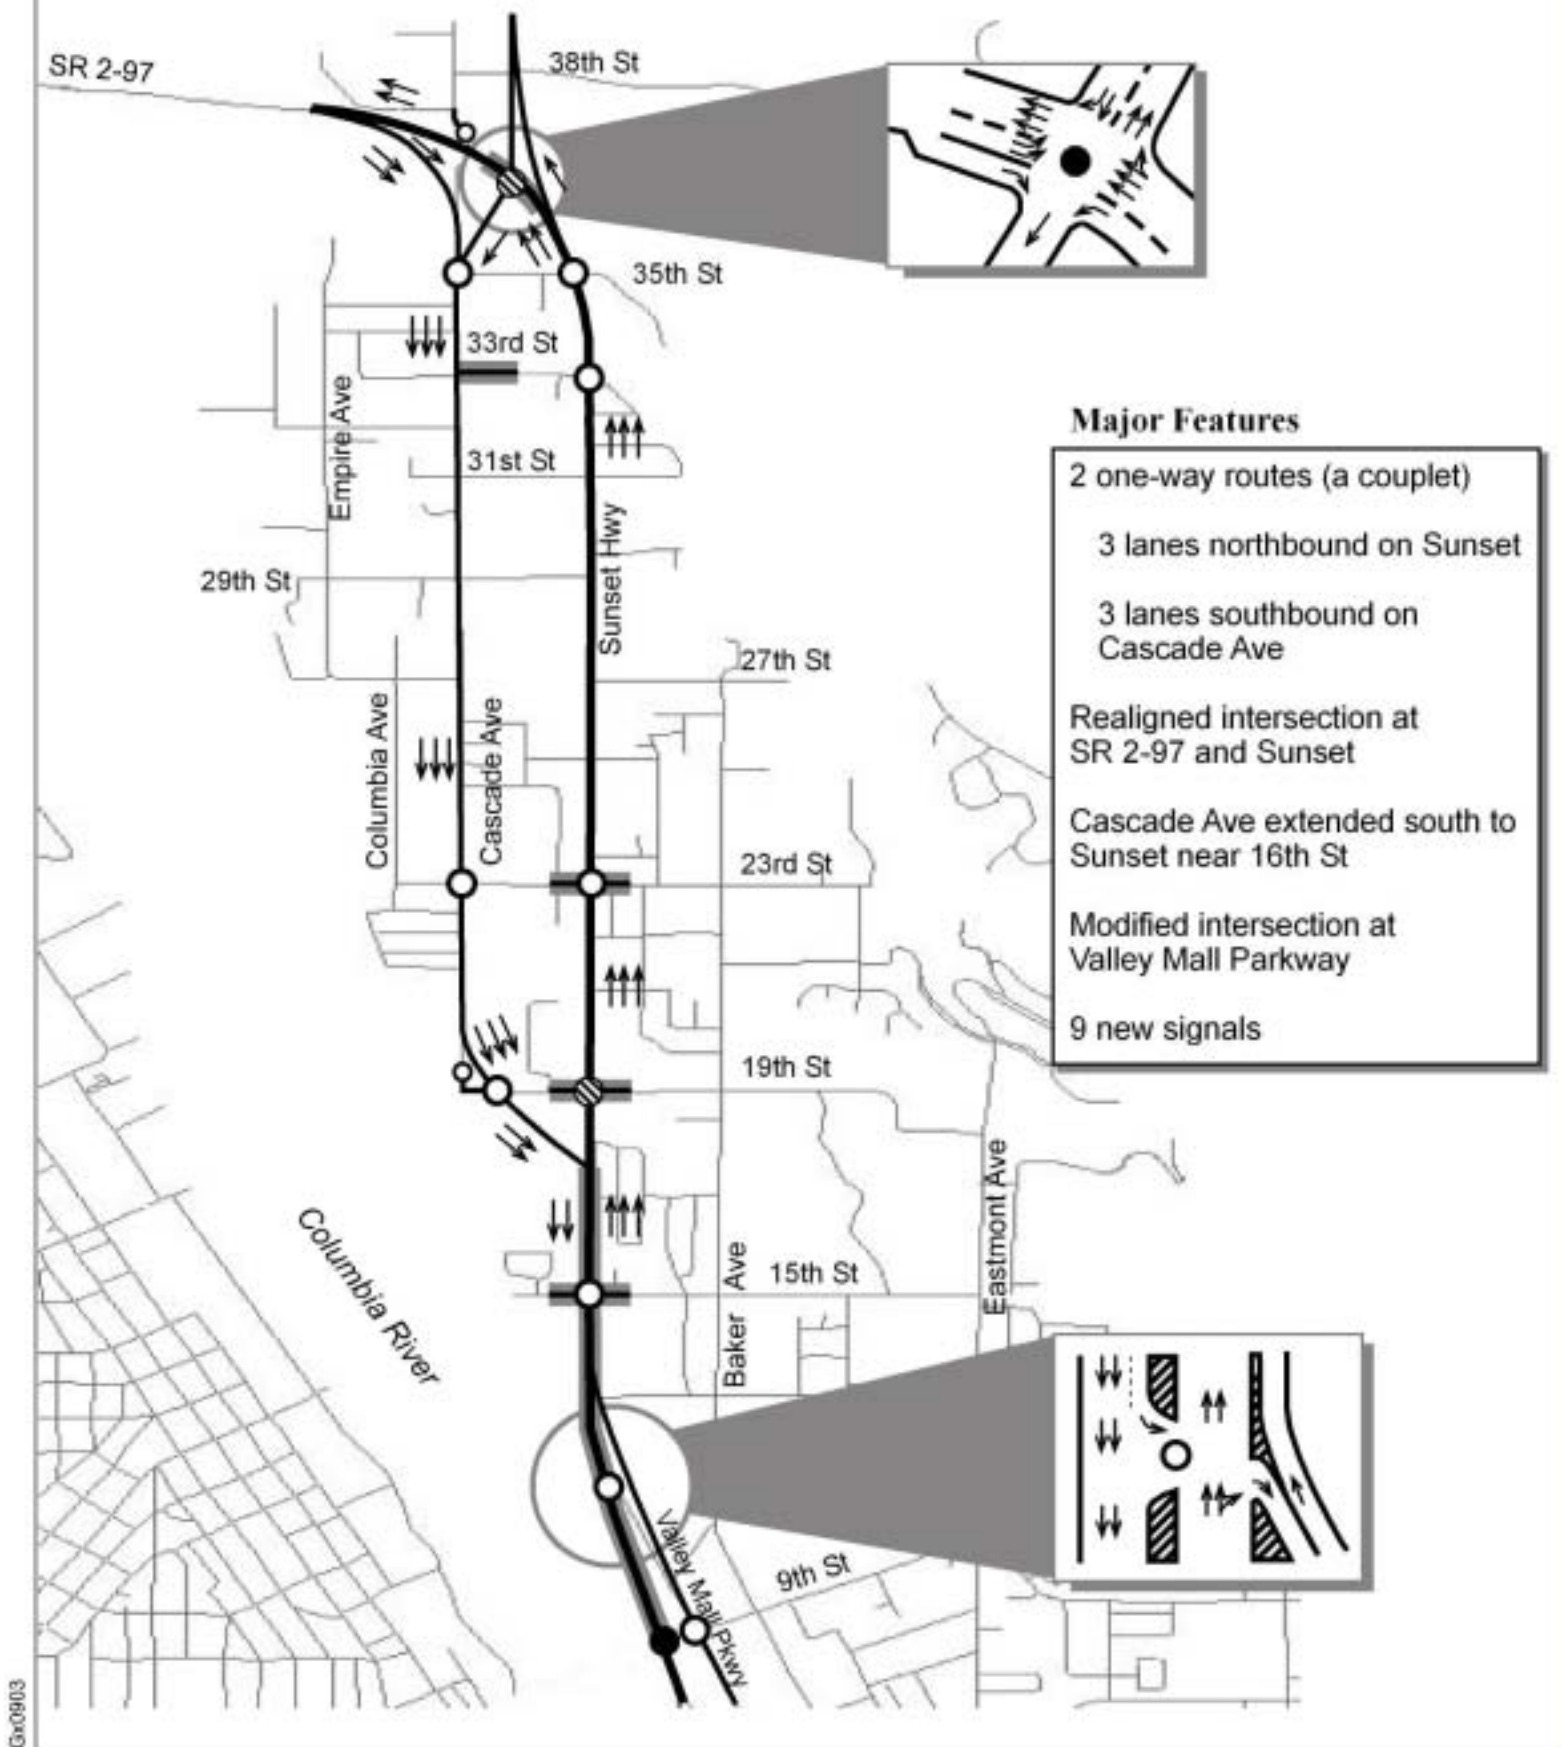 SR 2-97
38th St
35th St
33rd St
Empire Ave
31st St
Sunset Hwy
29th St
27th St
Columbia Ave
Cascade Ave
23rd St
19th St
Columbia River
15th St
Baker Ave
Eastmont Ave
Valley Mall Pkwy
9th St
Major Features
2 one-way routes (a couplet)
3 lanes northbound on Sunset
3 lanes southbound on
Cascade Ave
Realigned intersection at
SR 2-97 and Sunset
Cascade Ave extended south to
Sunset near 16th St
Modified intersection at
Valley Mall Parkway
9 new signals
Gx0903